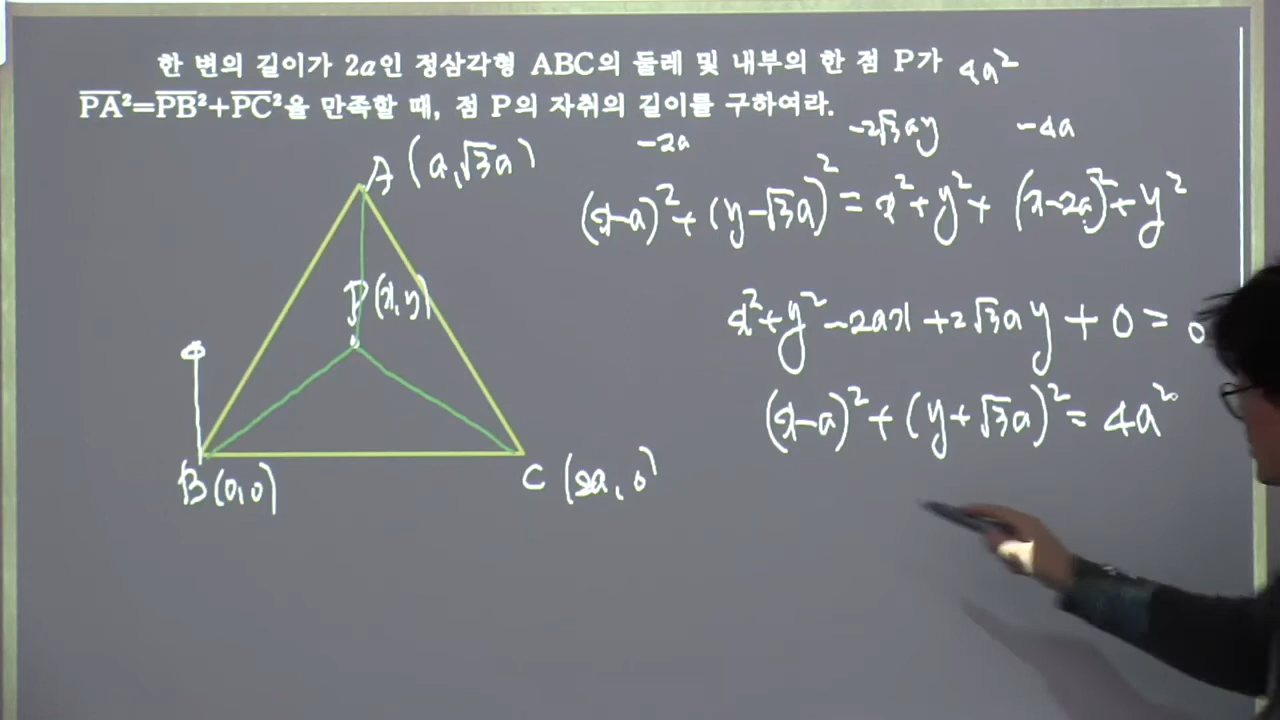 한 변의 길이가 2a인 정삼각형 ABC의 둘레 및 내부의 한 점 P가 4a²
PA²=PB²+PC²을 만족할 때, 점 P의 자취의 길이를 구하여라.
-2a -2√3ay -4a
A(a,√3a)
(x-a)²+(y-√3a)²=x²+y²+(x-2a)²+y²
P(x,y)
x²+y²-2ax+2√3ay+0=0
(x-a)²+(y+√3a)²=4a²
B(0,0) C(2a,0)